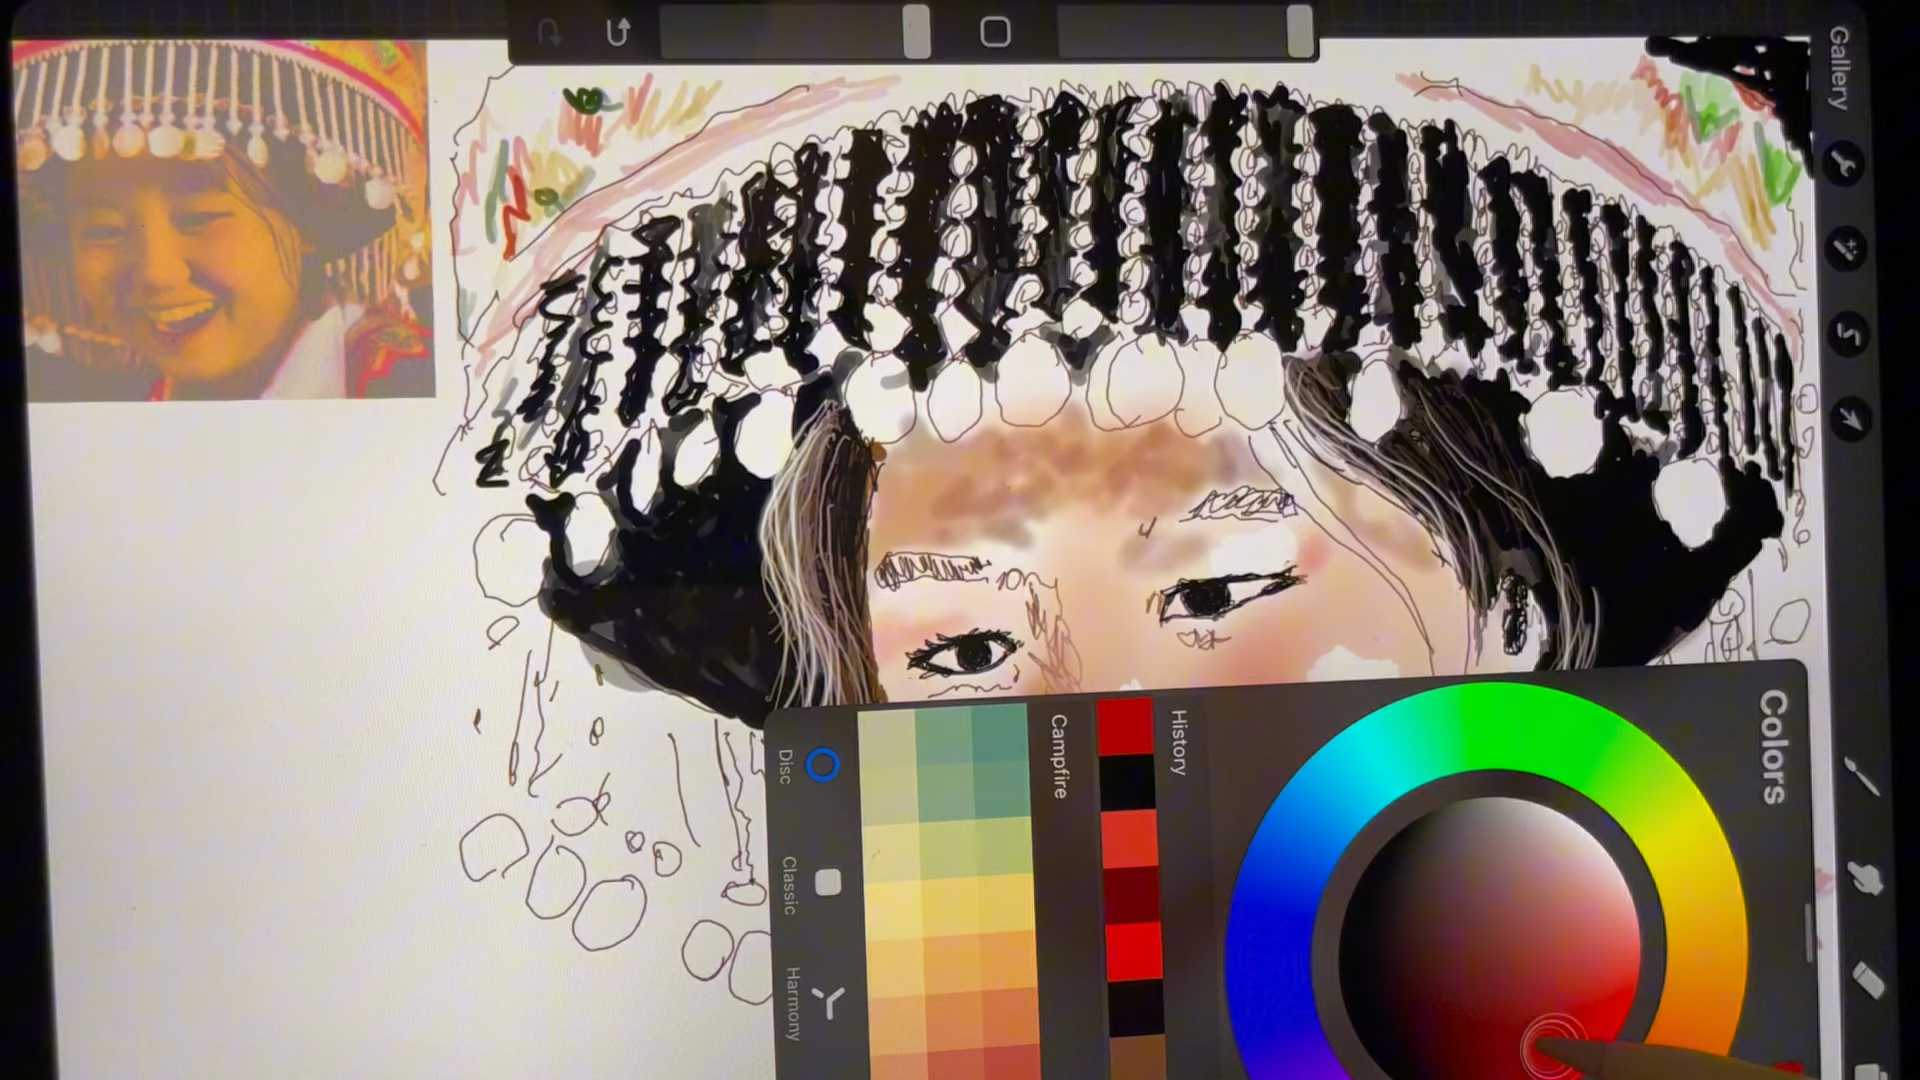 Gallery
Colors
History
Campfire
Disc
Classic
Harmony